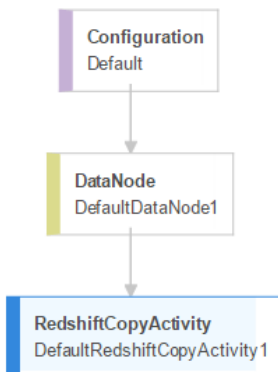 Configuration
Default
DataNode
DefaultDataNode1
RedshiftCopyActivity
DefaultRedshiftCopyActivity1